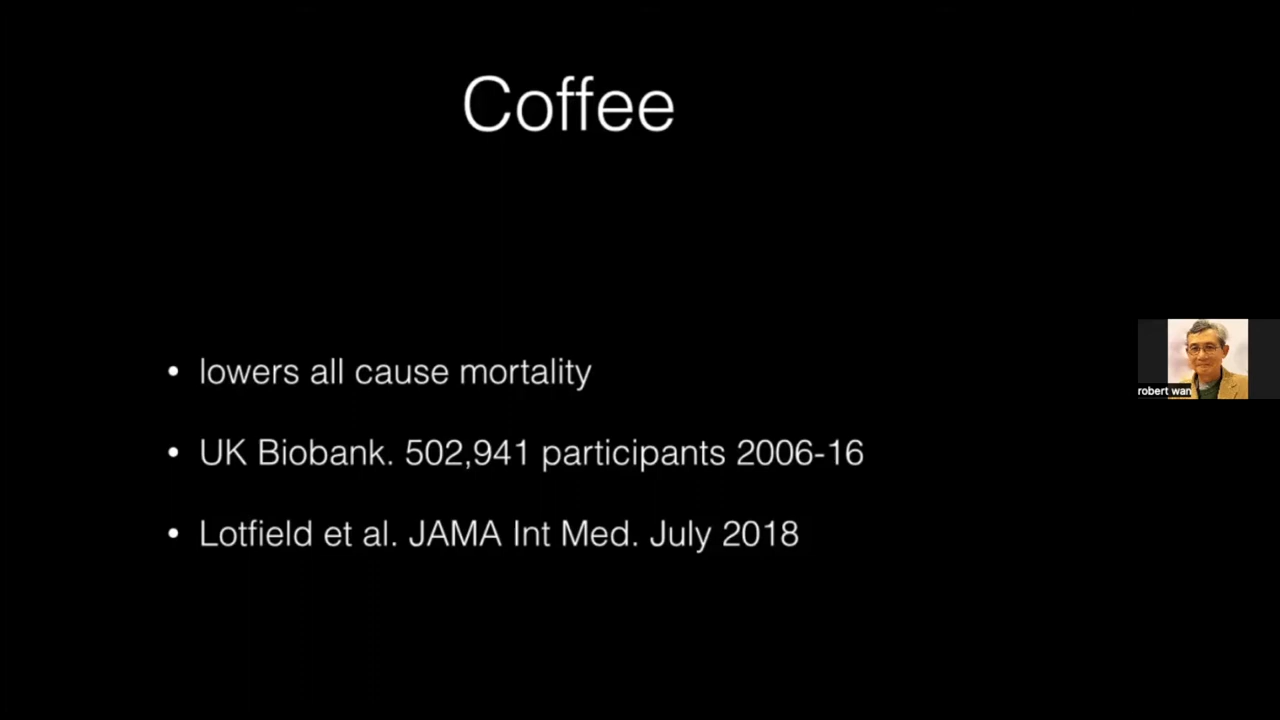 Coffee
• lowers all cause mortality
• UK Biobank. 502,941 participants 2006-16
• Lotfield et al. JAMA Int Med. July 2018
robert wan